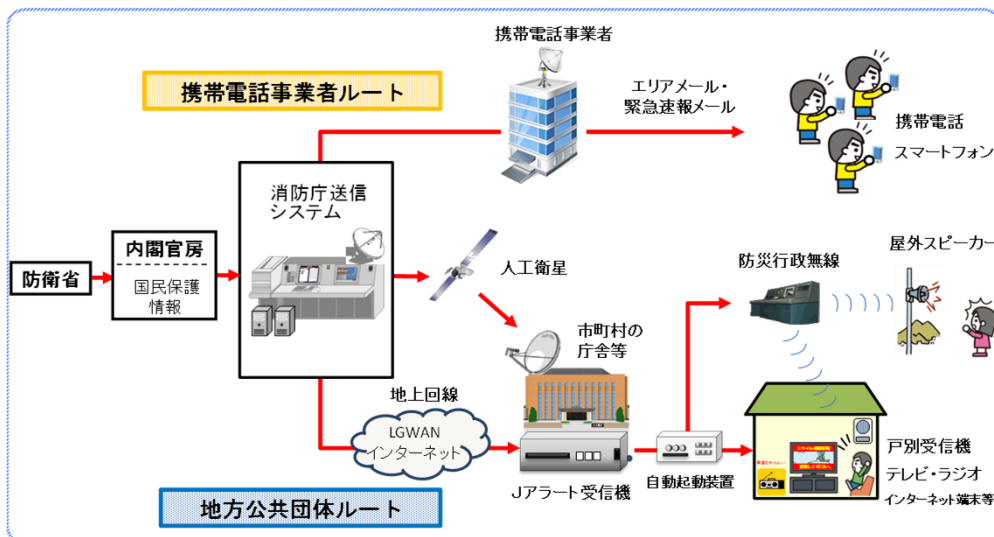 携帯電話事業者
携帯電話事業者ルート
エリアメール・
緊急速報メール
携帯電話
スマートフォン
消防庁送信
システム
防衛省
内閣官房
国民保護
情報
人工衛星
防災行政無線
屋外スピーカー
市町村の
庁舎等
地上回線
LGWAN
インターネット
Jアラート受信機
自動起動装置
戸別受信機
テレビ・ラジオ
インターネット端末等
地方公共団体ルート